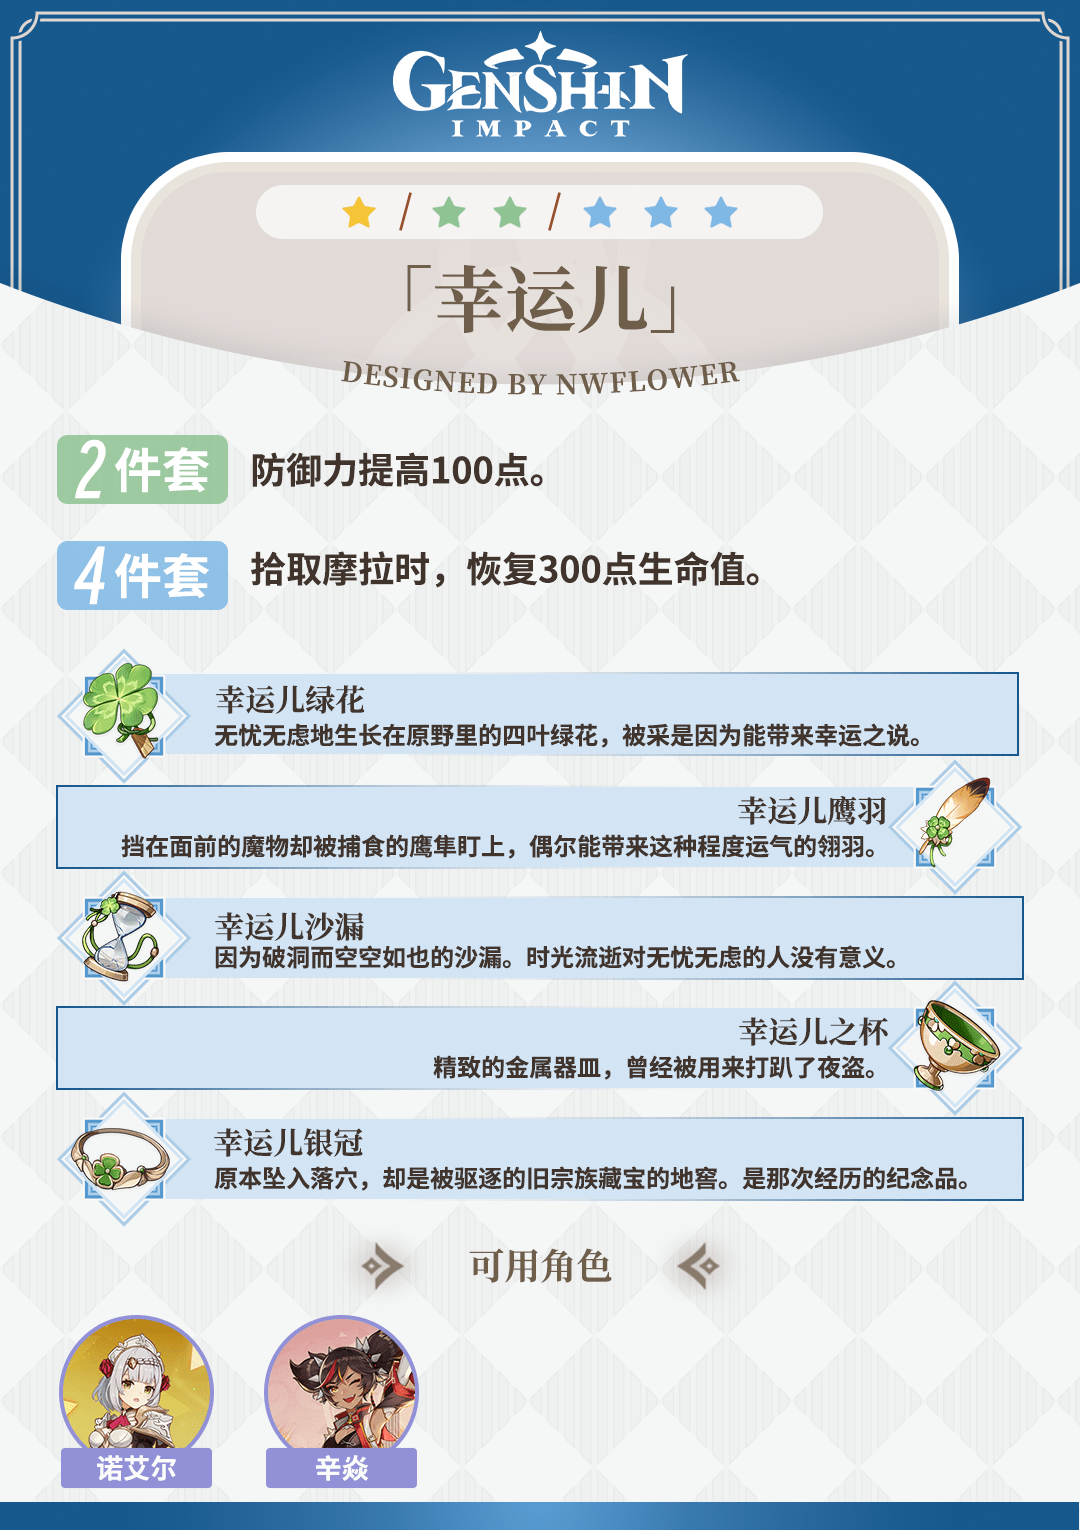 GENSHIN
IMPACT
「幸运儿」
DESIGNED BY NWFLOWER
2件套
防御力提高100点。
4件套
拾取摩拉时，恢复300点生命值。
幸运儿绿花
无忧无虑地生长在原野里的四叶绿花，被采是因为能带来幸运之说。
幸运儿鹰羽
挡在面前的魔物却被捕食的鹰隼盯上，偶尔能带来这种程度运气的翎羽。
幸运儿沙漏
因为破洞而空空如也的沙漏。时光流逝对无忧无虑的人没有意义。
幸运儿之杯
精致的金属器皿，曾经被用来打趴了夜盗。
幸运儿银冠
原本坠入落穴，却是被驱逐的旧宗族藏宝的地窖。是那次经历的纪念品。
可用角色
诺艾尔
辛焱